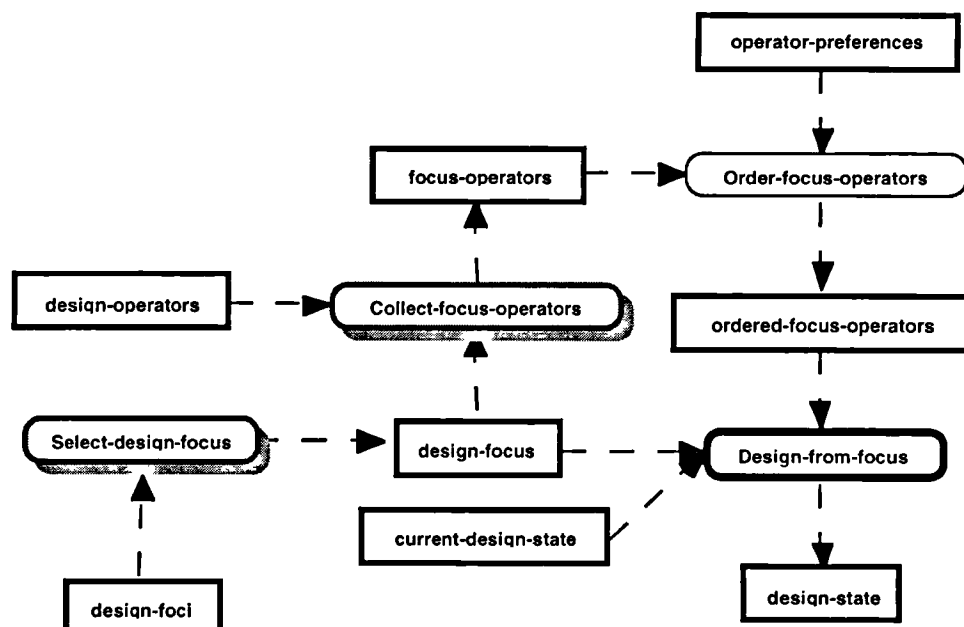 operator-preferences
focus-operators
Order-focus-operators
design-operators
Collect-focus-operators
ordered-focus-operators
Select-design-focus
design-focus
Design-from-focus
current-design-state
design-foci
design-state